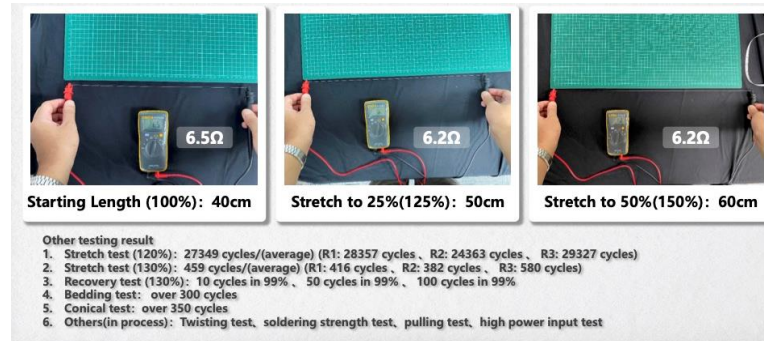 6.5Ω
6.2Ω
6.2Ω
Starting Length (100%)：40cm
Stretch to 25%(125%)：50cm
Stretch to 50%(150%)：60cm
Other testing result
1. Stretch test (120%)：27349 cycles/(average) (R1: 28357 cycles 、R2: 24363 cycles 、 R3: 29327 cycles)
2. Stretch test (130%)：459 cycles/(average) (R1: 416 cycles 、R2: 382 cycles 、 R3: 580 cycles)
3. Recovery test (130%)：10 cycles in 99% 、50 cycles in 99% 、100 cycles in 99%
4. Bedding test：over 300 cycles
5. Conical test：over 350 cycles
6. Others(in process)：Twisting test、soldering strength test、pulling test、high power input test